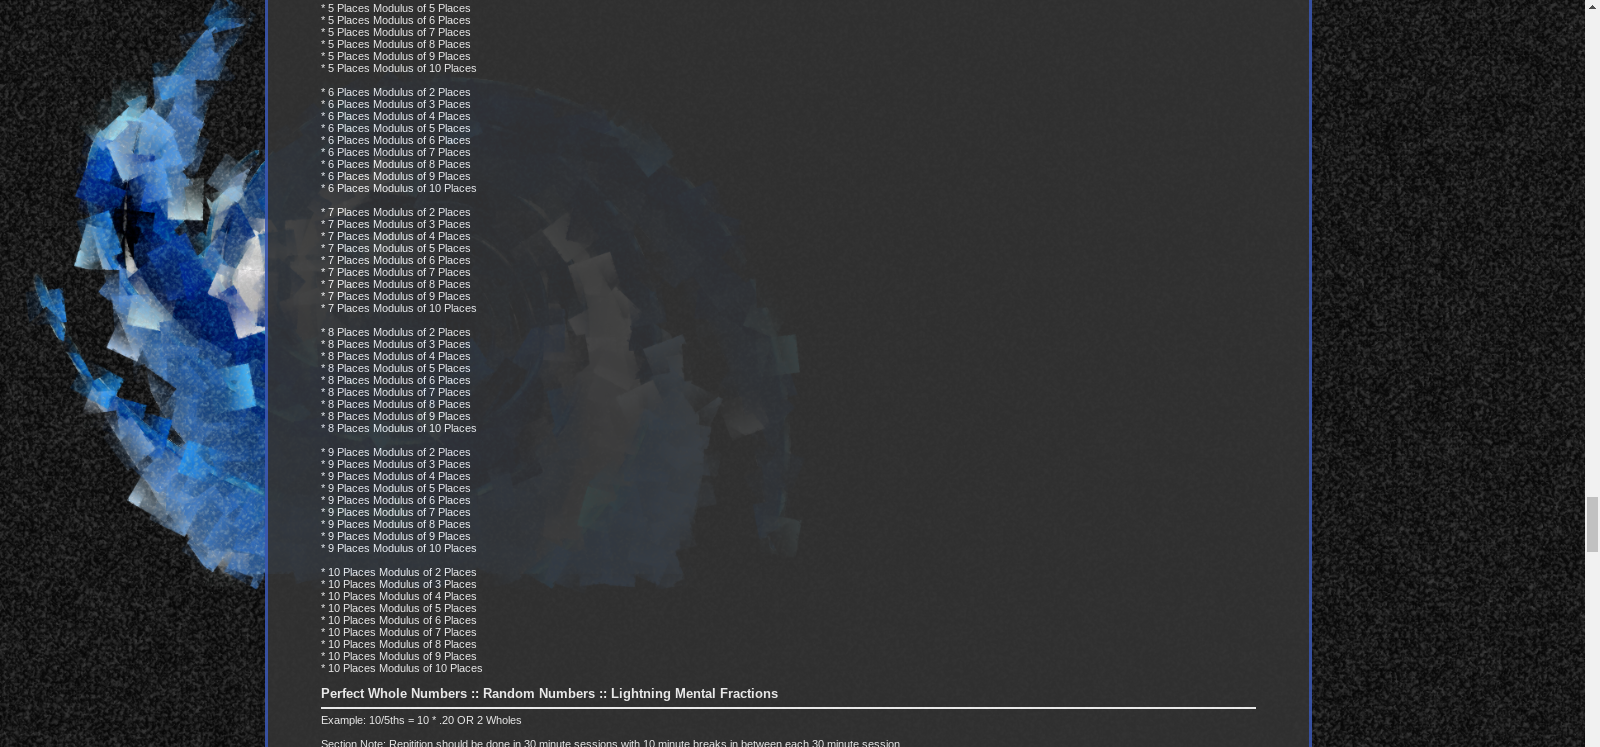 * 5 Places Modulus of 5 Places
* 5 Places Modulus of 6 Places
* 5 Places Modulus of 7 Places
* 5 Places Modulus of 8 Places
* 5 Places Modulus of 9 Places
* 5 Places Modulus of 10 Places
* 6 Places Modulus of 2 Places
* 6 Places Modulus of 3 Places
* 6 Places Modulus of 4 Places
* 6 Places Modulus of 5 Places
* 6 Places Modulus of 6 Places
* 6 Places Modulus of 7 Places
* 6 Places Modulus of 8 Places
* 6 Places Modulus of 9 Places
* 6 Places Modulus of 10 Places
* 7 Places Modulus of 2 Places
* 7 Places Modulus of 3 Places
* 7 Places Modulus of 4 Places
* 7 Places Modulus of 5 Places
* 7 Places Modulus of 6 Places
* 7 Places Modulus of 7 Places
* 7 Places Modulus of 8 Places
* 7 Places Modulus of 9 Places
* 7 Places Modulus of 10 Places
* 8 Places Modulus of 2 Places
* 8 Places Modulus of 3 Places
* 8 Places Modulus of 4 Places
* 8 Places Modulus of 5 Places
* 8 Places Modulus of 6 Places
* 8 Places Modulus of 7 Places
* 8 Places Modulus of 8 Places
* 8 Places Modulus of 9 Places
* 8 Places Modulus of 10 Places
* 9 Places Modulus of 2 Places
* 9 Places Modulus of 3 Places
* 9 Places Modulus of 4 Places
* 9 Places Modulus of 5 Places
* 9 Places Modulus of 6 Places
* 9 Places Modulus of 7 Places
* 9 Places Modulus of 8 Places
* 9 Places Modulus of 9 Places
* 9 Places Modulus of 10 Places
* 10 Places Modulus of 2 Places
* 10 Places Modulus of 3 Places
* 10 Places Modulus of 4 Places
* 10 Places Modulus of 5 Places
* 10 Places Modulus of 6 Places
* 10 Places Modulus of 7 Places
* 10 Places Modulus of 8 Places
* 10 Places Modulus of 9 Places
* 10 Places Modulus of 10 Places
Perfect Whole Numbers :: Random Numbers :: Lightning Mental Fractions
Example: 10/5ths = 10 * .20 OR 2 Wholes
Section Note: Repitition should be done in 30 minute sessions with 10 minute breaks in between each 30 minute session